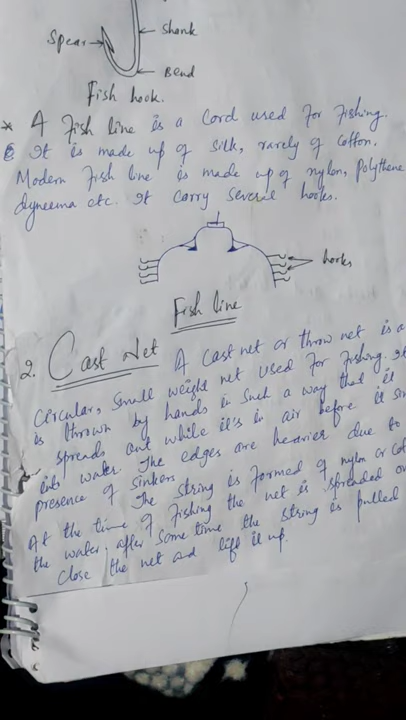 Spear
Shank
Bend
Fish hook.
* A Fish line is a Cord used For Fishing.
It is made up of Silk, rarely of Cotton.
Modern Fish line is made up of nylon, Polythene
dyneema etc. It carry Several hooks.
hooks
Fish line
2. Cast Net A Cast net or throw net is a
Circular, Small weight net used For Fishing.
is thrown by hands in Such a way that it
spreads out while it's in air before it
into water. The edges are heavier due to
presence of sinkers
The string is Formed of nylon or
At the time of Fishing the net is spreaded
the water, after Some time the string is pulled
Close the net and lift it up.